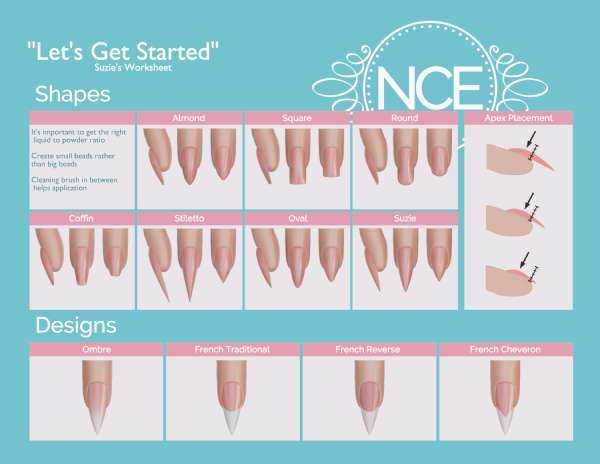 "Let's Get Started"
Suzie's Worksheet
NCE
Shapes
It's important to get the right
liquid to powder ratio
Create small beads rather
than big beads
Cleaning brush in between
helps application
Almond
Square
Round
Apex Placement
Coffin
Stiletto
Oval
Suzie
Designs
Ombre
French Traditional
French Reverse
French Cheveron